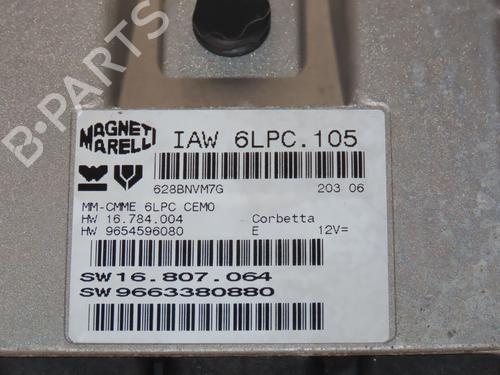 B-PARTS
MAGNETI MARELLI
IAW 6LPC.105
628BNVM7G 203 06
MM-CMME 6LPC CEMO
HW 16.784.004 Corbetta
HW 9654596080 E 12V=
SW16.807.064
SW9663380880